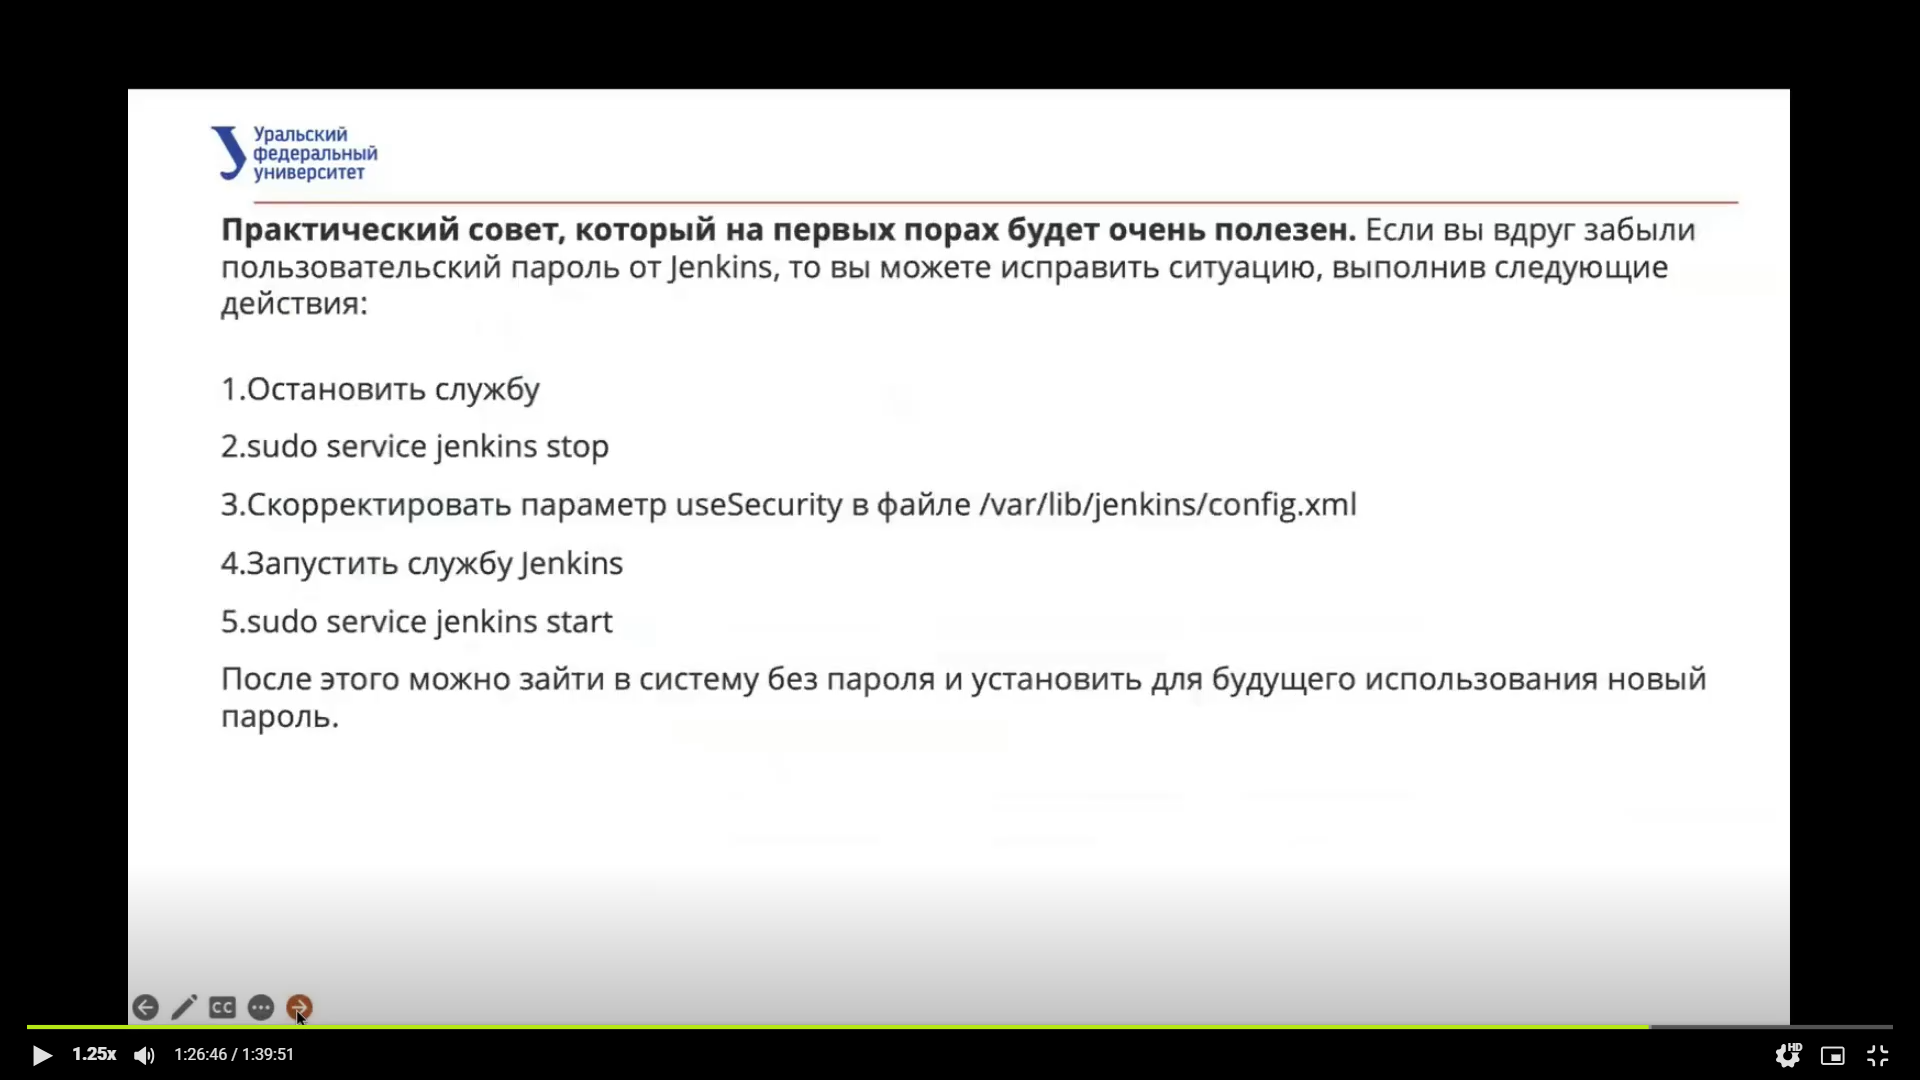 Уральский
федеральный
университет
Практический совет, который на первых порах будет очень полезен. Если вы вдруг забыли
пользовательский пароль от Jenkins, то вы можете исправить ситуацию, выполнив следующие
действия:
1.Остановить службу
2.sudo service jenkins stop
3.Скорректировать параметр useSecurity в файле /var/lib/jenkins/config.xml
4.Запустить службу Jenkins
5.sudo service jenkins start
После этого можно зайти в систему без пароля и установить для будущего использования новый
пароль.
CC
1.25x 1:26:46 / 1:39:51 HD